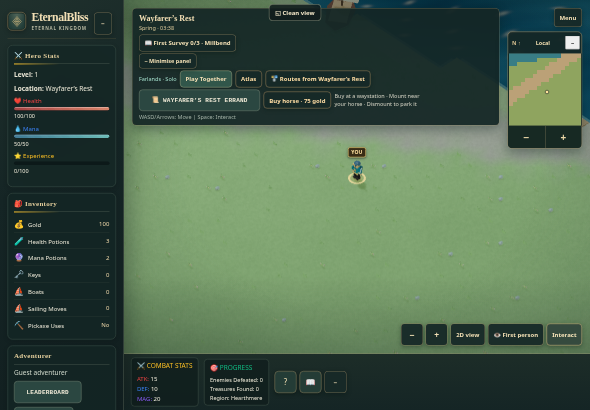 EternalBliss
ETERNAL KINGDOM
–
Hero Stats
Level: 1
Location: Wayfarer's Rest
Health
100/100
Mana
50/50
Experience
0/100
Inventory
Gold 100
Health Potions 3
Mana Potions 2
Keys 0
Boats 0
Sailing Moves 0
Pickaxe Uses No
Adventurer
Guest adventurer
LEADERBOARD
Clean view
Wayfarer's Rest
Spring · 03:38
First Survey 0/3 · Millbend
– Minimise panel
Farlands · Solo Play Together Atlas Routes from Wayfarer's Rest
WAYFARER'S REST ERRAND Buy horse · 75 gold
Buy at a waystation · Mount near
your horse · Dismount to park it
WASD/Arrows: Move | Space: Interact
Menu
N ↑ Local –
– +
YOU
– + 2D view First person Interact
COMBAT STATS
ATK: 15
DEF: 10
MAG: 20
PROGRESS
Enemies Defeated: 0
Treasures Found: 0
Region: Hearthmere
? –